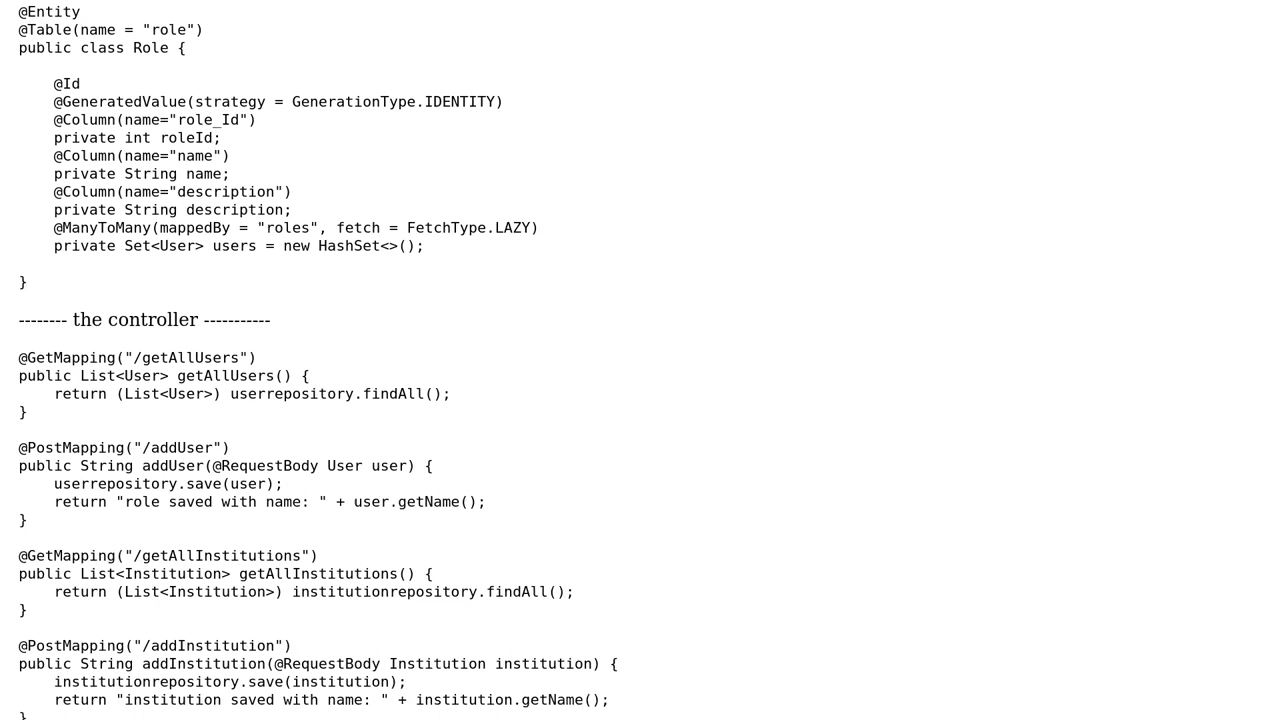 @Entity
@Table(name = "role")
public class Role {

    @Id
    @GeneratedValue(strategy = GenerationType.IDENTITY)
    @Column(name="role_Id")
    private int roleId;
    @Column(name="name")
    private String name;
    @Column(name="description")
    private String description;
    @ManyToMany(mappedBy = "roles", fetch = FetchType.LAZY)
    private Set<User> users = new HashSet<>();

}

-------- the controller -----------

@GetMapping("/getAllUsers")
public List<User> getAllUsers() {
    return (List<User>) userrepository.findAll();
}

@PostMapping("/addUser")
public String addUser(@RequestBody User user) {
    userrepository.save(user);
    return "role saved with name: " + user.getName();
}

@GetMapping("/getAllInstitutions")
public List<Institution> getAllInstitutions() {
    return (List<Institution>) institutionrepository.findAll();
}

@PostMapping("/addInstitution")
public String addInstitution(@RequestBody Institution institution) {
    institutionrepository.save(institution);
    return "institution saved with name: " + institution.getName();
}